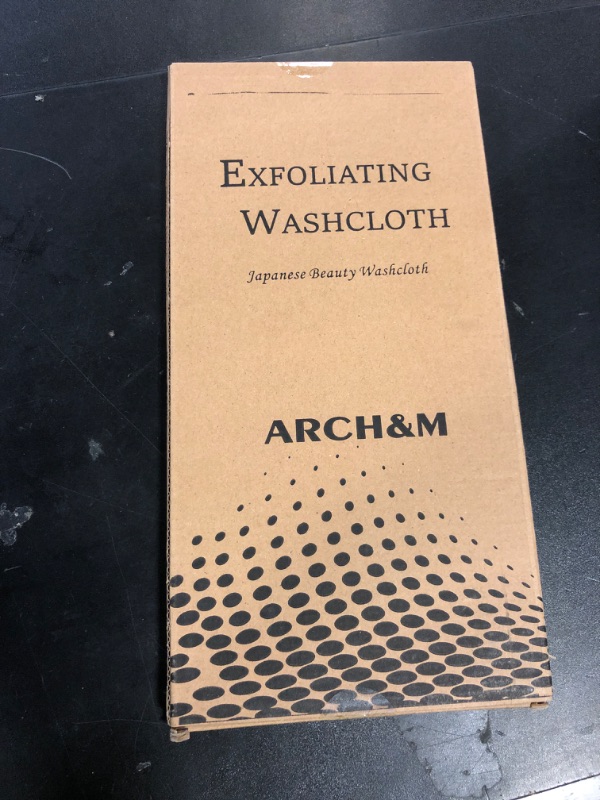 EXFOLIATING
WASHCLOTH
Japanese Beauty Washcloth
ARCH&M